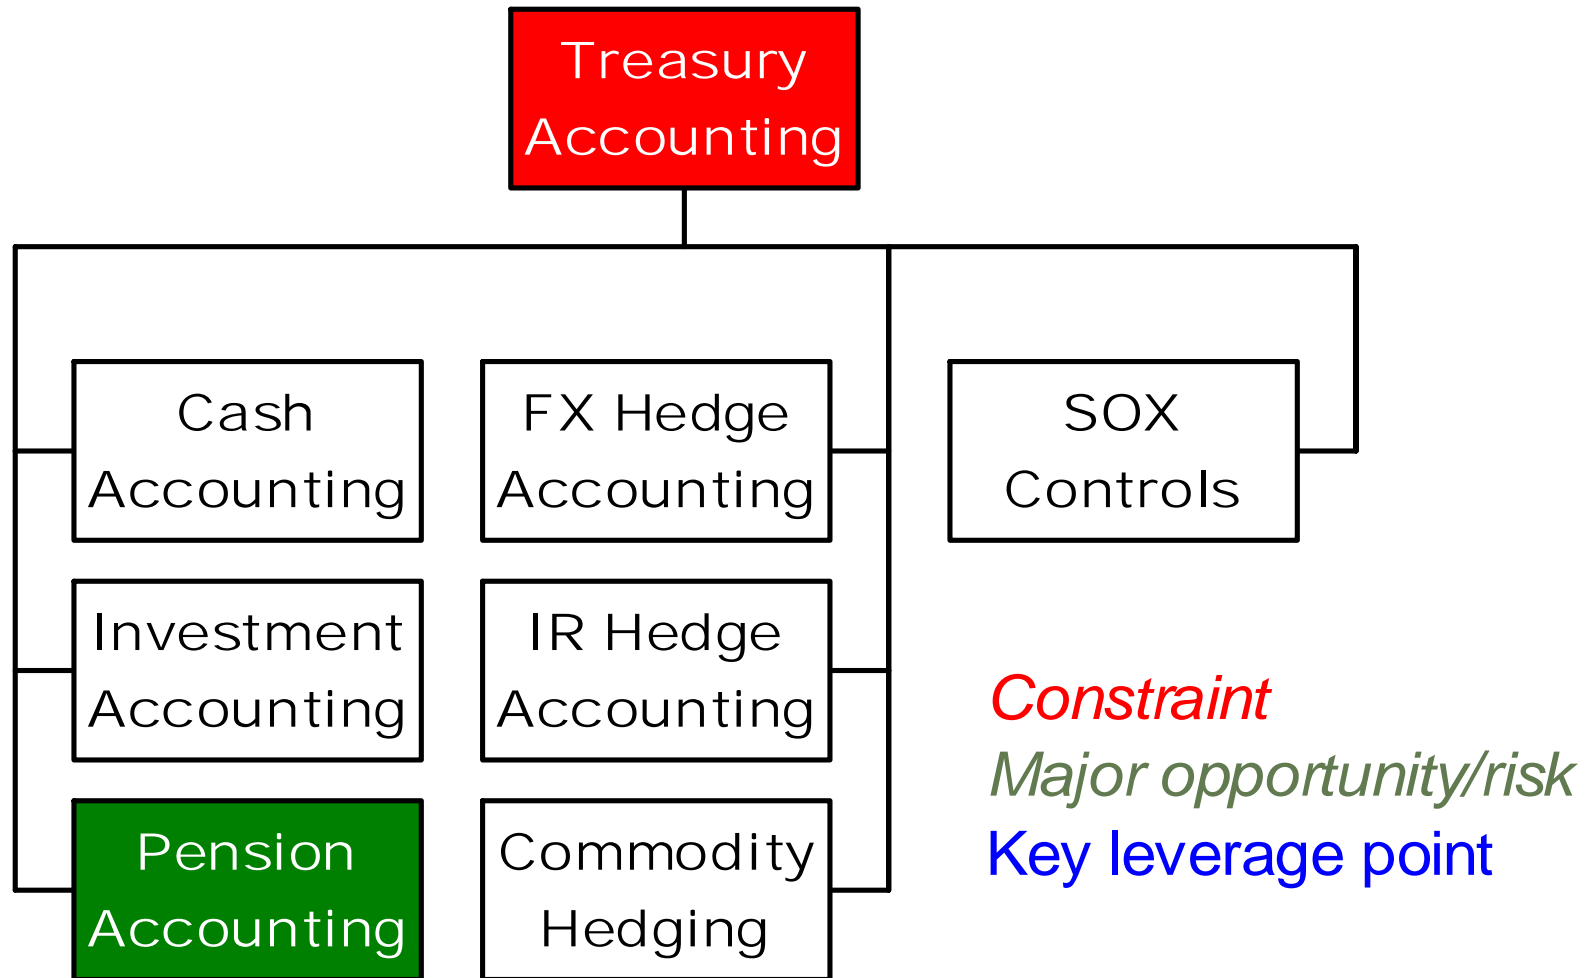 Treasury
Accounting
Cash
Accounting
FX Hedge
Accounting
SOX
Controls
Investment
Accounting
IR Hedge
Accounting
Pension
Accounting
Commodity
Hedging
Constraint
Major opportunity/risk
Key leverage point